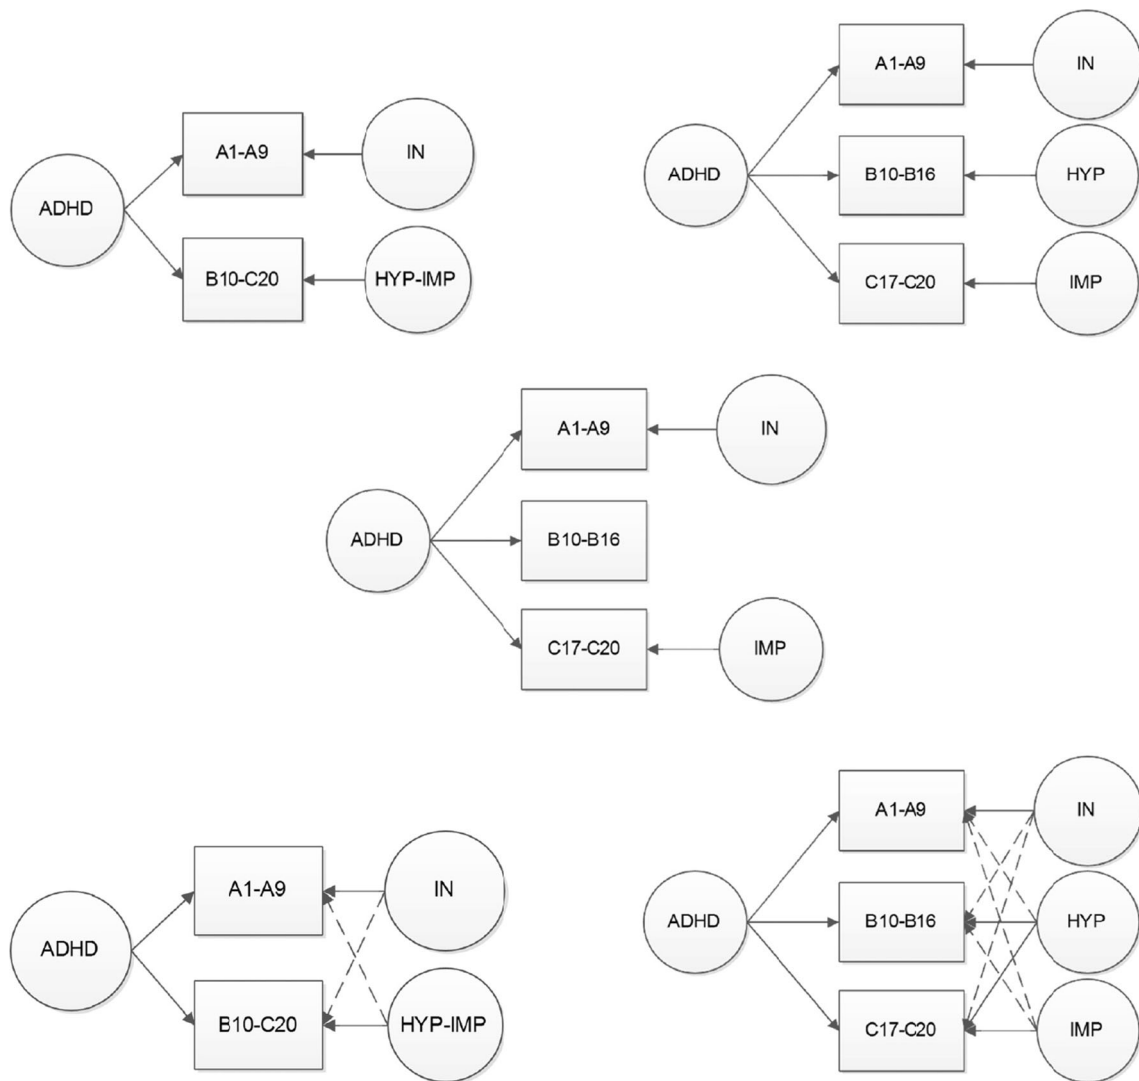 A1-A9
IN
ADHD
B10-C20
HYP-IMP
A1-A9
IN
ADHD
B10-B16
HYP
C17-C20
IMP
A1-A9
IN
ADHD
B10-B16
C17-C20
IMP
A1-A9
IN
ADHD
B10-C20
HYP-IMP
A1-A9
IN
ADHD
B10-B16
HYP
C17-C20
IMP